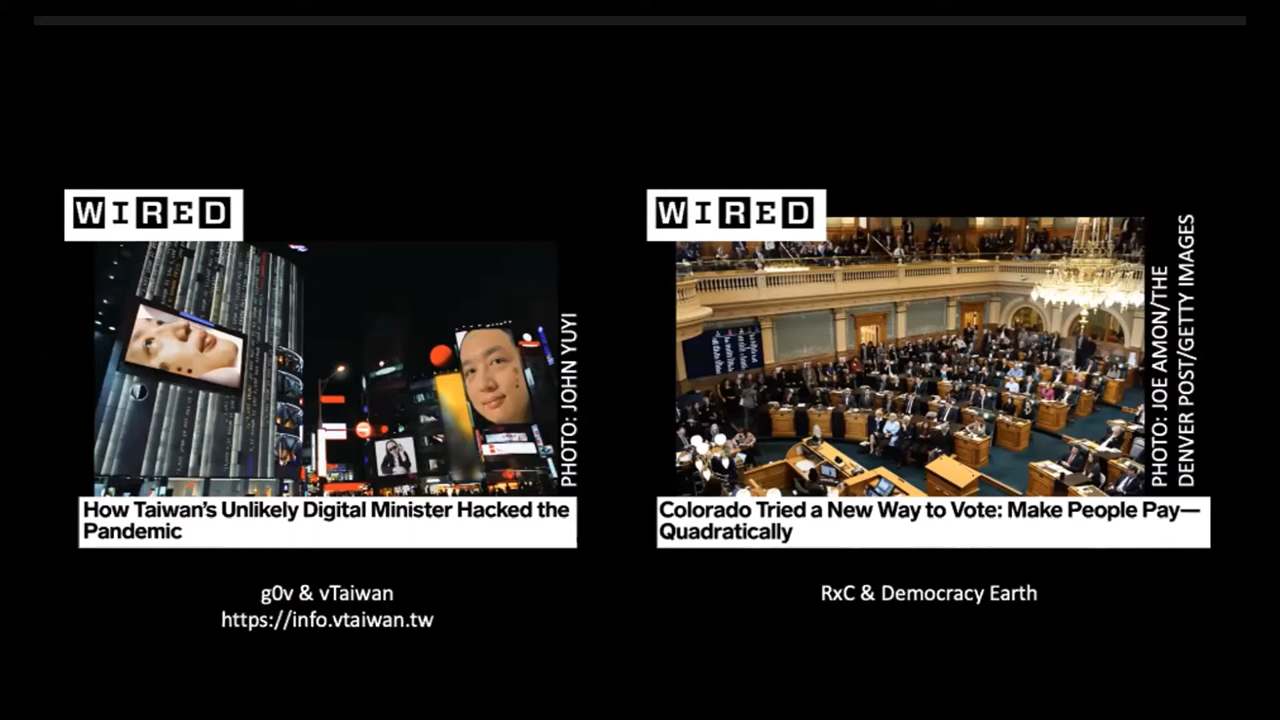 WIRED
PHOTO: JOHN YUYI
How Taiwan's Unlikely Digital Minister Hacked the
Pandemic
g0v & vTaiwan
https://info.vtaiwan.tw
WIRED
PHOTO: JOE AMON/THE
DENVER POST/GETTY IMAGES
Colorado Tried a New Way to Vote: Make People Pay—
Quadratically
RxC & Democracy Earth